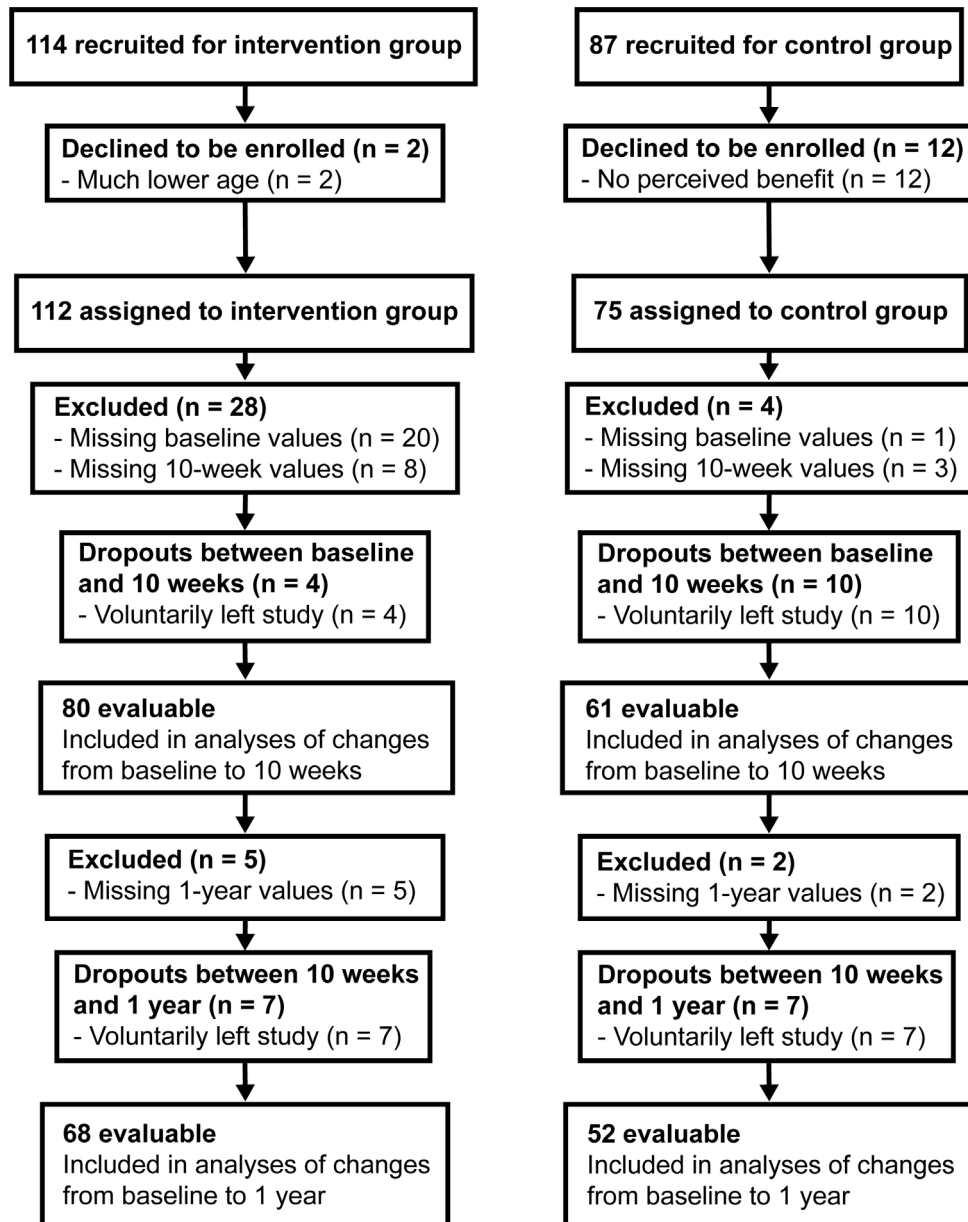 114 recruited for intervention group
Declined to be enrolled (n = 2)
- Much lower age (n = 2)
112 assigned to intervention group
Excluded (n = 28)
- Missing baseline values (n = 20)
- Missing 10-week values (n = 8)
Dropouts between baseline
and 10 weeks (n = 4)
- Voluntarily left study (n = 4)
80 evaluable
Included in analyses of changes
from baseline to 10 weeks
Excluded (n = 5)
- Missing 1-year values (n = 5)
Dropouts between 10 weeks
and 1 year (n = 7)
- Voluntarily left study (n = 7)
68 evaluable
Included in analyses of changes
from baseline to 1 year
87 recruited for control group
Declined to be enrolled (n = 12)
- No perceived benefit (n = 12)
75 assigned to control group
Excluded (n = 4)
- Missing baseline values (n = 1)
- Missing 10-week values (n = 3)
Dropouts between baseline
and 10 weeks (n = 10)
- Voluntarily left study (n = 10)
61 evaluable
Included in analyses of changes
from baseline to 10 weeks
Excluded (n = 2)
- Missing 1-year values (n = 2)
Dropouts between 10 weeks
and 1 year (n = 7)
- Voluntarily left study (n = 7)
52 evaluable
Included in analyses of changes
from baseline to 1 year